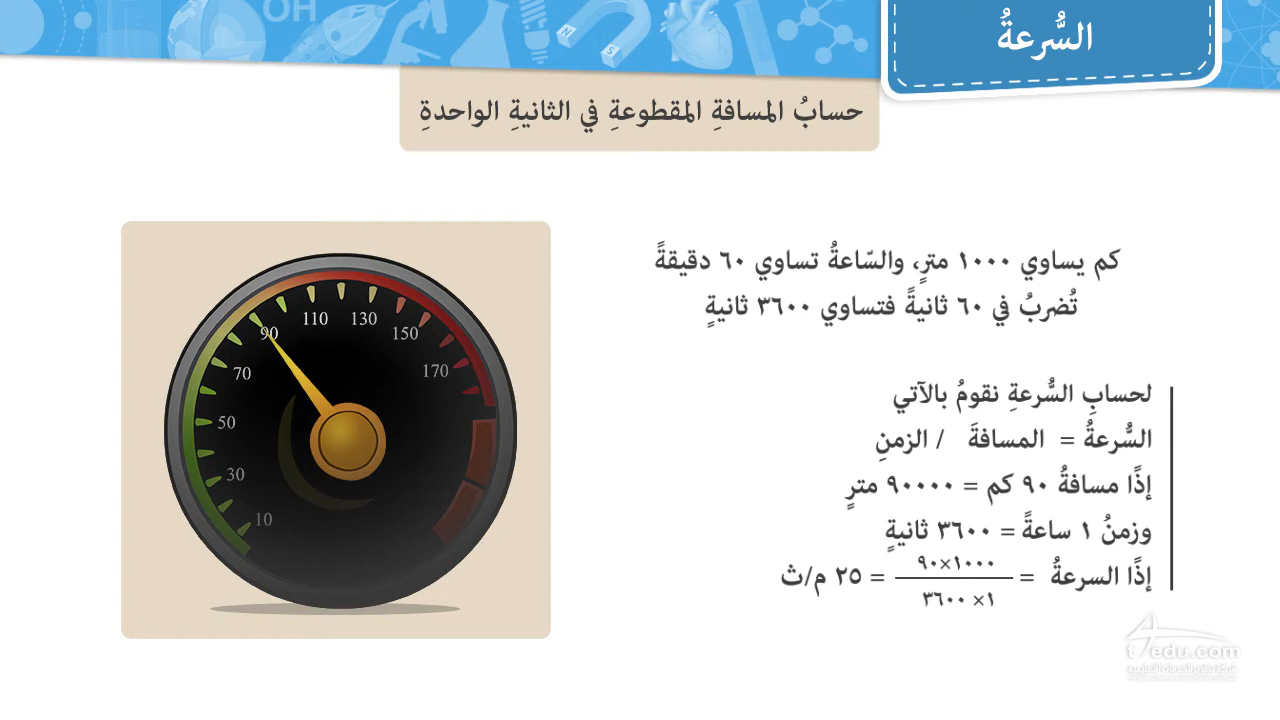 السُّرعةُ
حسابُ المسافةِ المقطوعةِ في الثانيةِ الواحدةِ
كم يساوي ١٠٠٠ مترٍ، والسّاعةُ تساوي ٦٠ دقيقةً
تُضربُ في ٦٠ ثانيةً فتساوي ٣٦٠٠ ثانيةٍ
لحسابِ السُّرعةِ نقومُ بالآتي
السُّرعةُ = المسافةَ / الزمنِ
إذًا مسافةُ ٩٠ كم = ٩٠٠٠٠ مترٍ
وزمنُ ١ ساعةً = ٣٦٠٠ ثانيةٍ
إذًا السرعةُ = ٩٠×١٠٠٠ / ٣٦٠٠ ×١ = ٢٥ م/ث
10
30
50
70
90
110
130
150
170
OH
N
S
t4edu.com